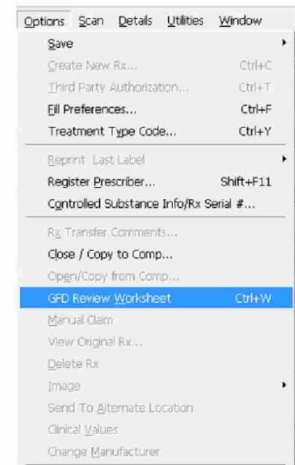 Options Scan Details Utilities Window
Save
Create New Rx... Ctrl+C
Third Party Authorization... Ctrl+T
Fill Preferences... Ctrl+F
Treatment Type Code... Ctrl+Y
Reprint Last Label
Register Prescriber... Shift+F11
Controlled Substance Info/Rx Serial #...
Rx Transfer Comments...
Close / Copy to Comp...
Open/Copy from Comp...
GFD Review Worksheet Ctrl+W
Manual Claim
View Original Rx...
Delete Rx
Image
Send To Alternate Location
Clinical Values
Change Manufacturer